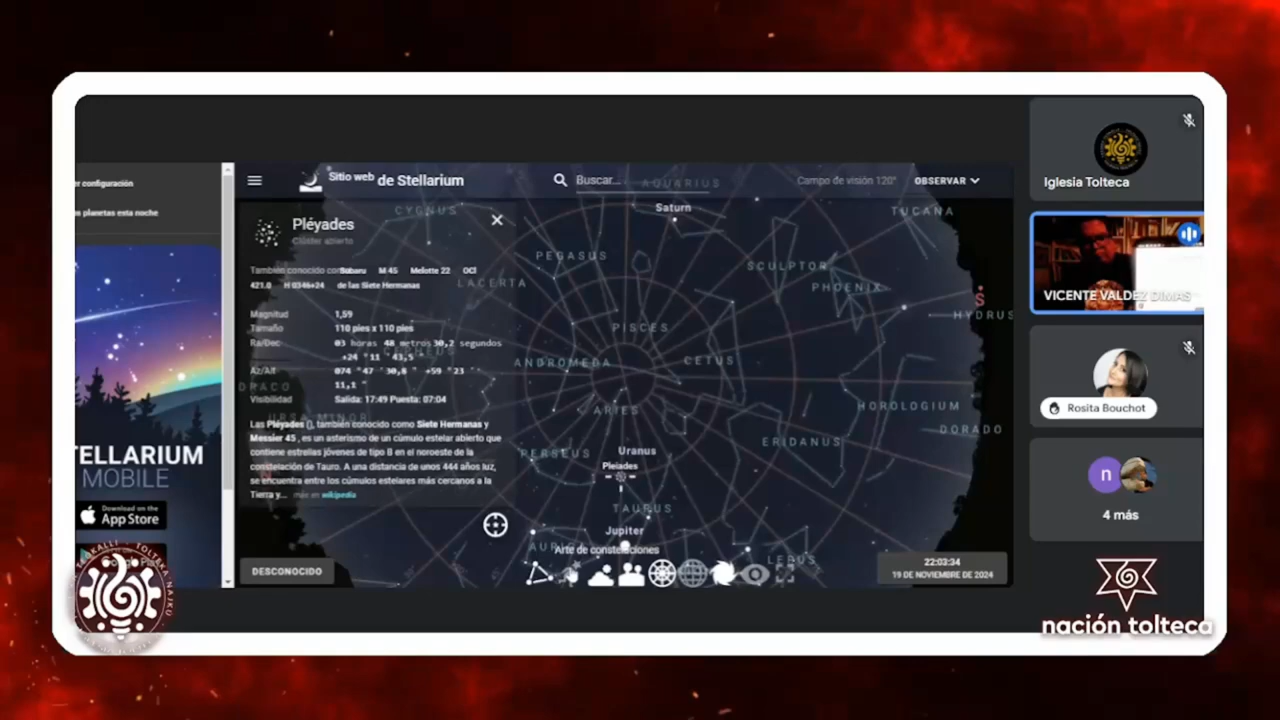 er configuración
os planetas esta noche
TELLARIUM
MOBILE
Download on the
App Store
Sitio web de Stellarium
Buscar...
Campo de visión 120°
OBSERVAR
Pléyades
Clúster abierto
También conocido como Subaru M 45 Melotte 22 OCl
421.0 H 0346+24 de las Siete Hermanas
Magnitud 1,59
Tamaño 110 pies x 110 pies
Ra/Dec 03 horas 48 metros 30,2 segundos
+24 °11 ' 43,5 "
Az/Alt 074 °47 '30,8 " +59 °23 '
11,1 "
Visibilidad Salida: 17:49 Puesta: 07:04
Las Pléyades (), también conocido como Siete Hermanas y
Messier 45 , es un asterismo de un cúmulo estelar abierto que
contiene estrellas jóvenes de tipo B en el noroeste de la
constelación de Tauro. A una distancia de unos 444 años luz,
se encuentra entre los cúmulos estelares más cercanos a la
Tierra y... más en wikipedia
AQUARIUS
Saturn
CYGNUS
TUCANA
PEGASUS
SCULPTOR
LACERTA
PHOENIX
S
HYDRUS
PISCES
CEPHEUS
ANDROMEDA
CETUS
DRACO
ARIES
HOROLOGIUM
URSA MINOR
DORADO
ERIDANUS
PERSEUS
Uranus
Pleiades
TAURUS
Jupiter
AURIGA
Arte de constelaciones
LEPUS
DESCONOCIDO
22:03:34
19 DE NOVIEMBRE DE 2024
Iglesia Tolteca
VICENTE VALDEZ DIMAS
Rosita Bouchot
n
4 más
nación tolteca